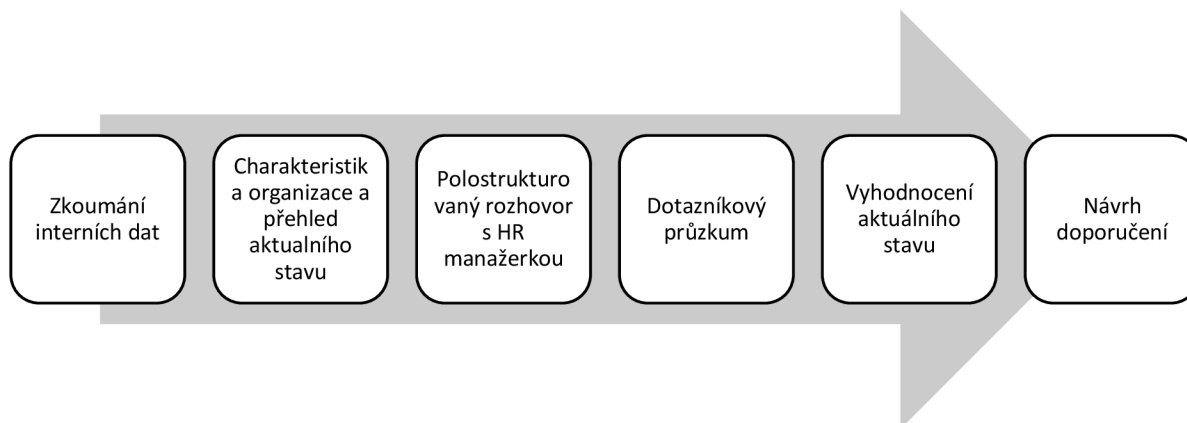 Zkoumání
interních dat
Charakteristik
a organizace a
přehled
aktualního
stavu
Polostrukturo
vaný rozhovor
s HR
manažerkou
Dotazníkový
průzkum
Vyhodnocení
aktuálního
stavu
Návrh
doporučení